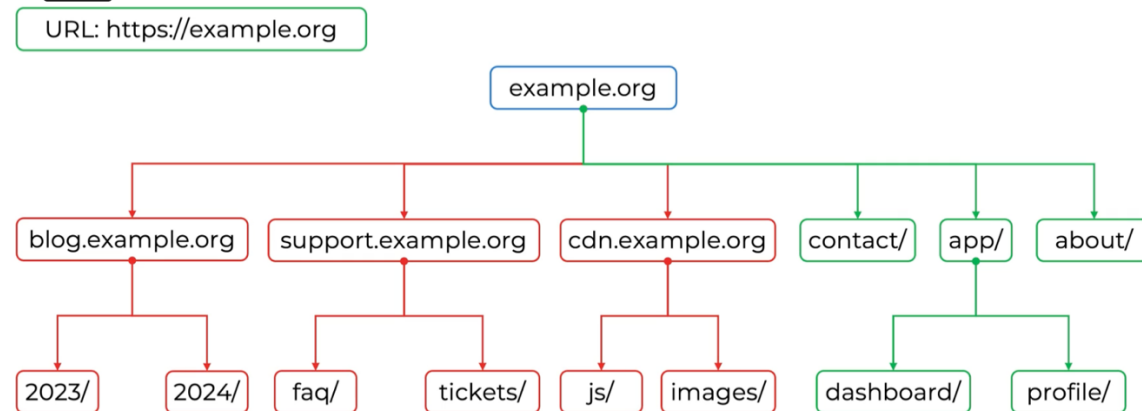 URL: https://example.org
example.org
blog.example.org
support.example.org
cdn.example.org
contact/
app/
about/
2023/
2024/
faq/
tickets/
js/
images/
dashboard/
profile/